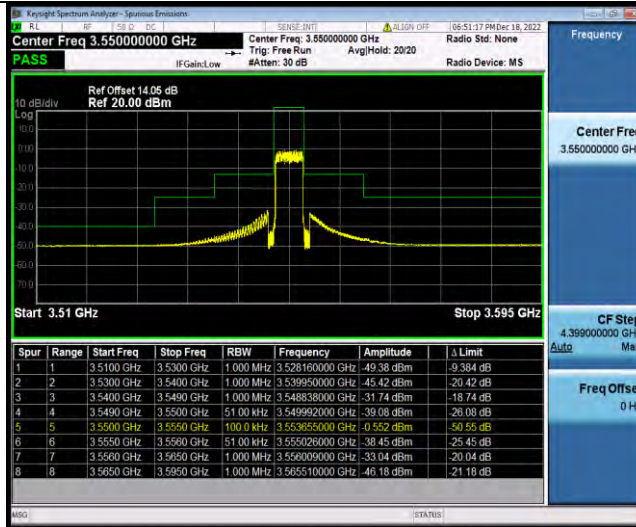 Keysight Spectrum Analyzer - Spurious Emissions
RL RF 50 Ω DC SENSE:INT ALIGN OFF 06:51:17 PM Dec 18, 2022
Center Freq 3.550000000 GHz
Center Freq: 3.550000000 GHz
Radio Std: None
Trig: Free Run Avg|Hold: 20/20
PASS IFGain:Low #Atten: 30 dB Radio Device: MS
Frequency
Ref Offset 14.05 dB
10 dB/div Ref 20.00 dBm
Log
10.0
0.00
-10.0
-20.0
-30.0
-40.0
-50.0
-60.0
-70.0
Start 3.51 GHz Stop 3.595 GHz
Center Fre
3.550000000 GH
CF Step
4.399000000 GH
Auto Ma
Freq Offse
0 H
Spur Range Start Freq Stop Freq RBW Frequency Amplitude Δ Limit
1 1 3.5100 GHz 3.5300 GHz 1.000 MHz 3.528160000 GHz -49.38 dBm -9.384 dB
2 2 3.5300 GHz 3.5400 GHz 1.000 MHz 3.539950000 GHz -45.42 dBm -20.42 dB
3 3 3.5400 GHz 3.5490 GHz 1.000 MHz 3.548838000 GHz -31.74 dBm -18.74 dB
4 4 3.5490 GHz 3.5500 GHz 51.00 kHz 3.549992000 GHz -39.08 dBm -26.08 dB
5 5 3.5500 GHz 3.5550 GHz 100.0 kHz 3.553655000 GHz -0.552 dBm -50.55 dB
6 6 3.5550 GHz 3.5560 GHz 51.00 kHz 3.555026000 GHz -38.45 dBm -25.45 dB
7 7 3.5560 GHz 3.5650 GHz 1.000 MHz 3.556009000 GHz -33.04 dBm -20.04 dB
8 8 3.5650 GHz 3.5950 GHz 1.000 MHz 3.565510000 GHz -46.18 dBm -21.18 dB
MSG STATUS